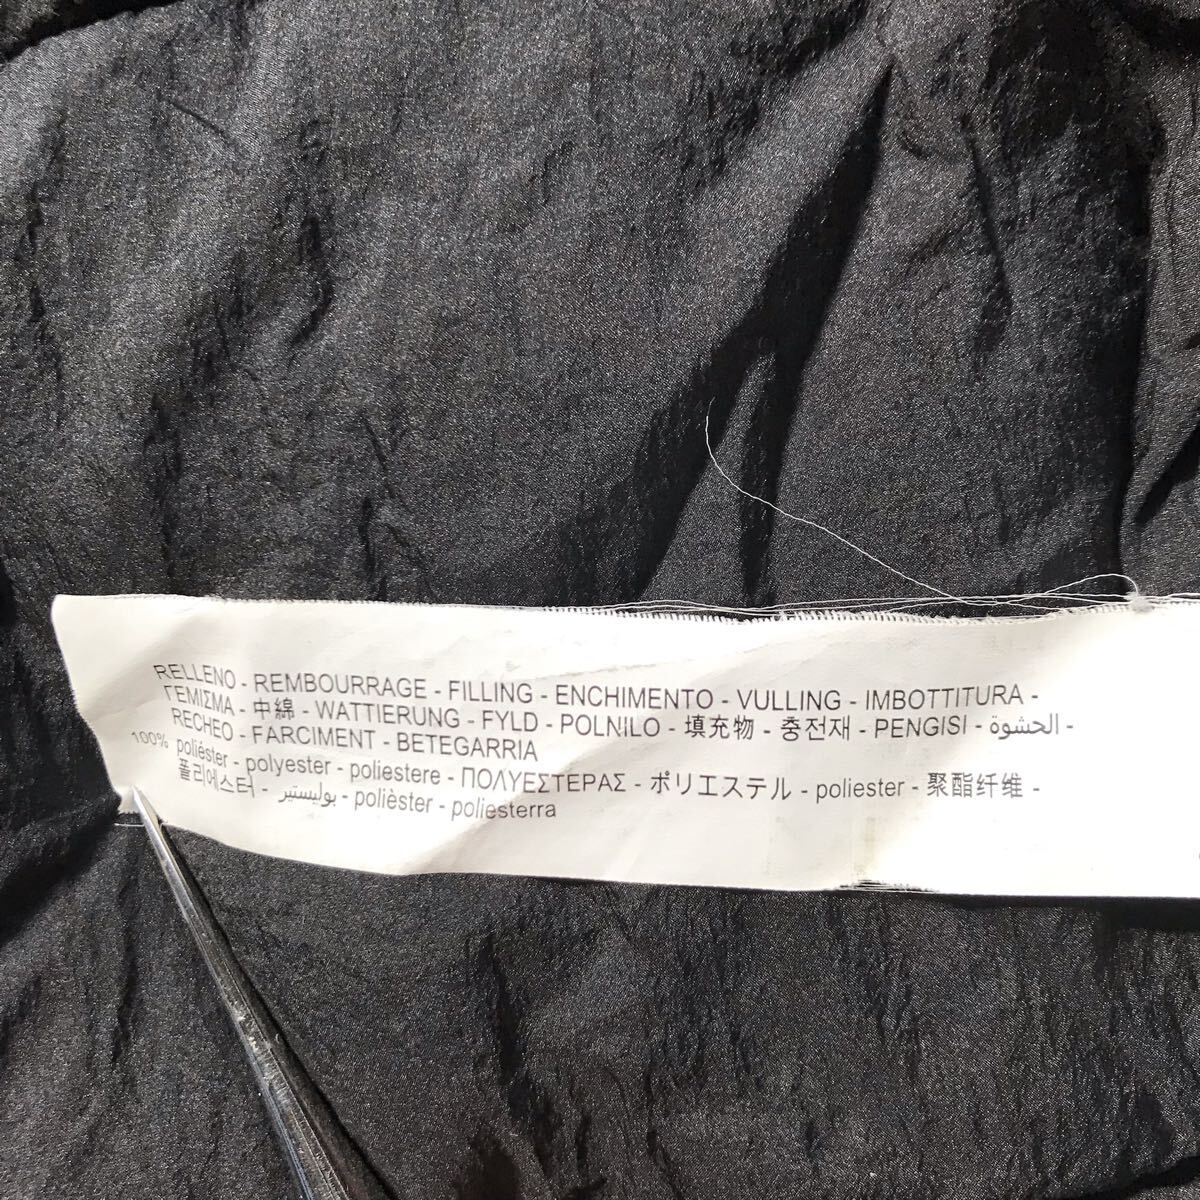 RELLENO - REMBOURRAGE - FILLING - ENCHIMENTO - VULLING - IMBOTTITURA -
ΓΕΜΙΣΜΑ - 中綿 - WATTIERUNG - FYLD - POLNILO - 填充物 - 충전재 - PENGISI - الحشوة -
RECHEO - FARCIMENT - BETEGARRIA
100% poliéster - polyester - poliestere - ΠΟΛΥΕΣΤΕΡΑΣ - ポリエステル - poliester - 聚酯纤维 -
폴리에스터 - بوليستير - polièster - poliesterra